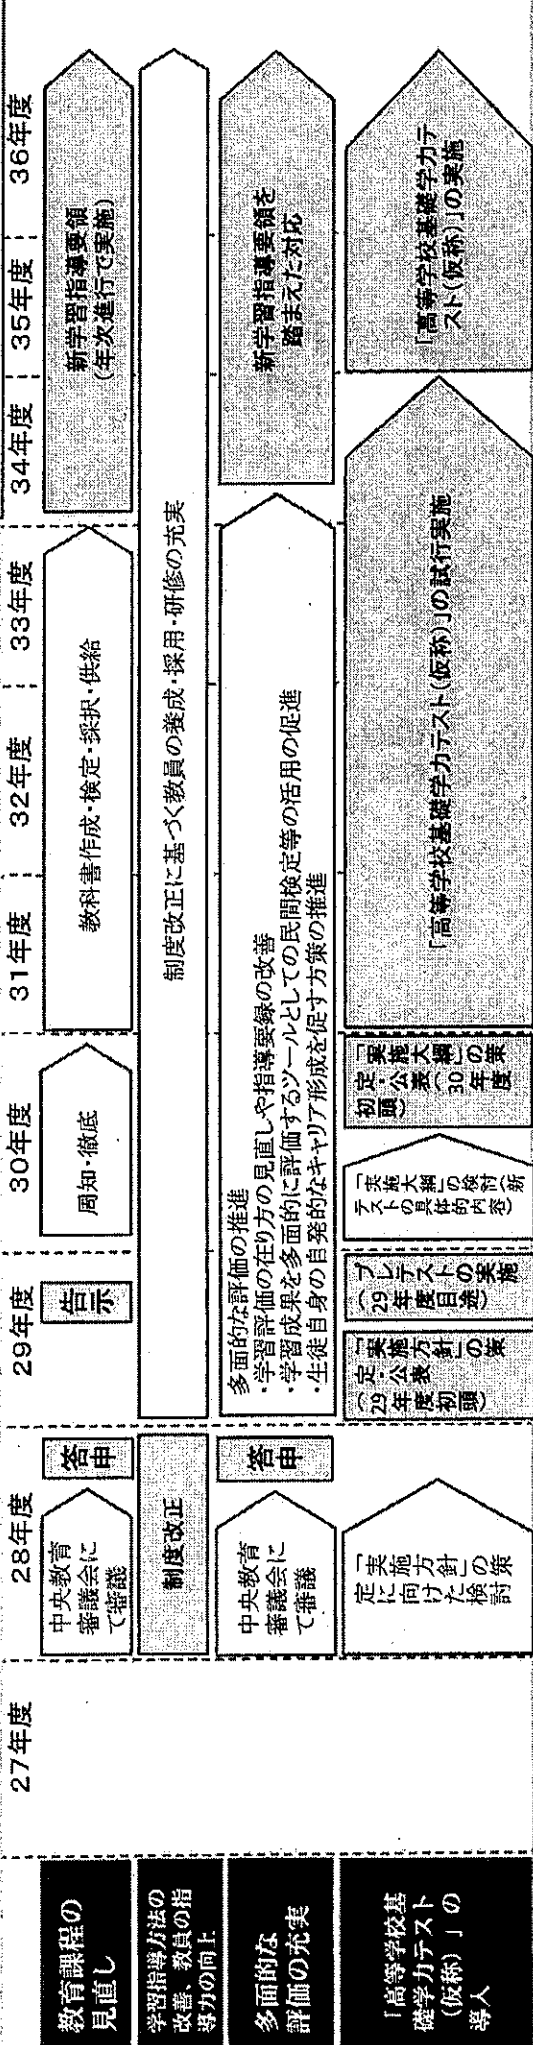 27年度
28年度
29年度
30年度
31年度
32年度
33年度
34年度
35年度
36年度
教育課程の
見直し
中央教育
審議会に
て審議
答申
告示
周知・徹底
教科書作成・検定・採択・供給
新学習指導要領
(年次進行で実施)
学習指導方法の
改善、教員の指
導力の向上
制度改正
制度改正に基づく教員の養成・採用・研修の充実
多面的な
評価の充実
中央教育
審議会に
て審議
答申
多面的な評価の推進
・学習評価の在り方の見直しや指導要録の改善
・学習成果を多面的に評価するツールとしての民間検定等の活用の促進
・生徒自身の自発的なキャリア形成を促す方策の推進
新学習指導要領を
踏まえた対応
「高等学校基
礎学力テスト
(仮称)」の
導入
「実施方針」の策
定に向けた検
討
「実施方針」の策
定・公表
(29年度初頭)
プレテストの実施
(29年度目途)
「実施大綱」の検討(新
テストの具体的内容)
「実施大綱」の策
定・公表(30年度
初頭)
「高等学校基礎学力テスト(仮称)」の試行実施
「高等学校基礎学力テ
スト(仮称)」の実施